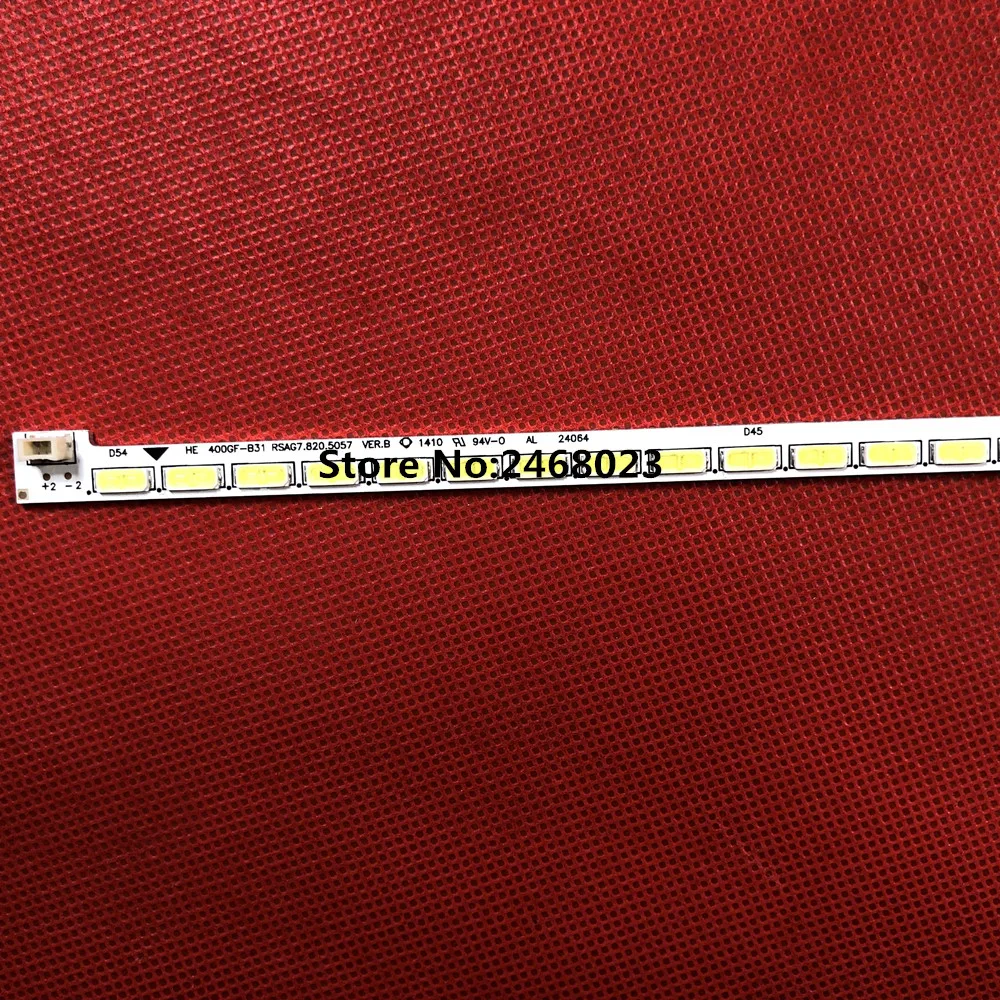 D54 HE 400GF-B31 RSAG7.820.5057 VER.B 1410 94V-0 AL 24064 D45
Store No:2468023
+2 -2